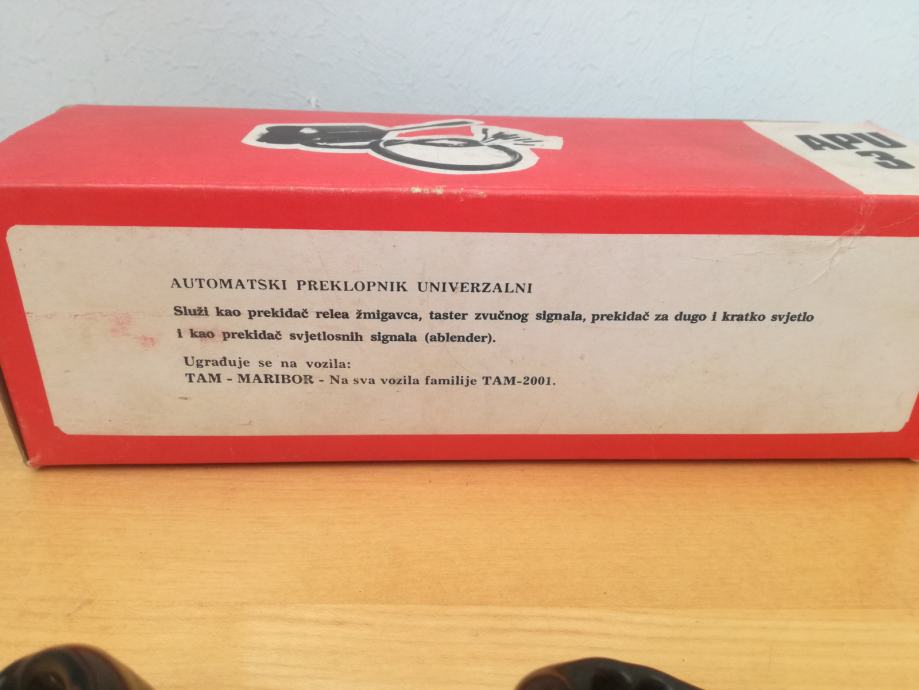 APU
3
AUTOMATSKI PREKLOPNIK UNIVERZALNI
Služi kao prekidač relea žmigavca, taster zvučnog signala, prekidač za dugo i kratko svjetlo
i kao prekidač svjetlosnih signala (ablender).
Ugrađuje se na vozila:
TAM - MARIBOR - Na sva vozila familije TAM-2001.